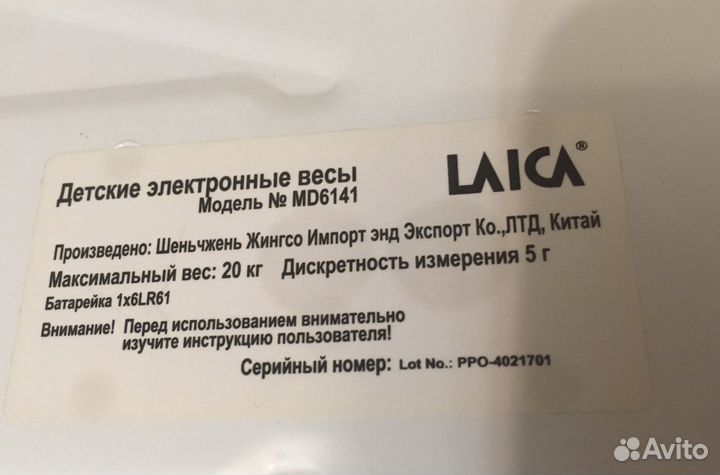 LAICA®
Детские электронные весы
Модель № MD6141
Произведено: Шеньчжень Жингсо Импорт энд Экспорт Ко.,ЛТД, Китай
Максимальный вес: 20 кг Дискретность измерения 5 г
Батарейка 1x6LR61
Внимание! Перед использованием внимательно
изучите инструкцию пользователя!
Серийный номер: Lot No.: PPO-4021701
Avito